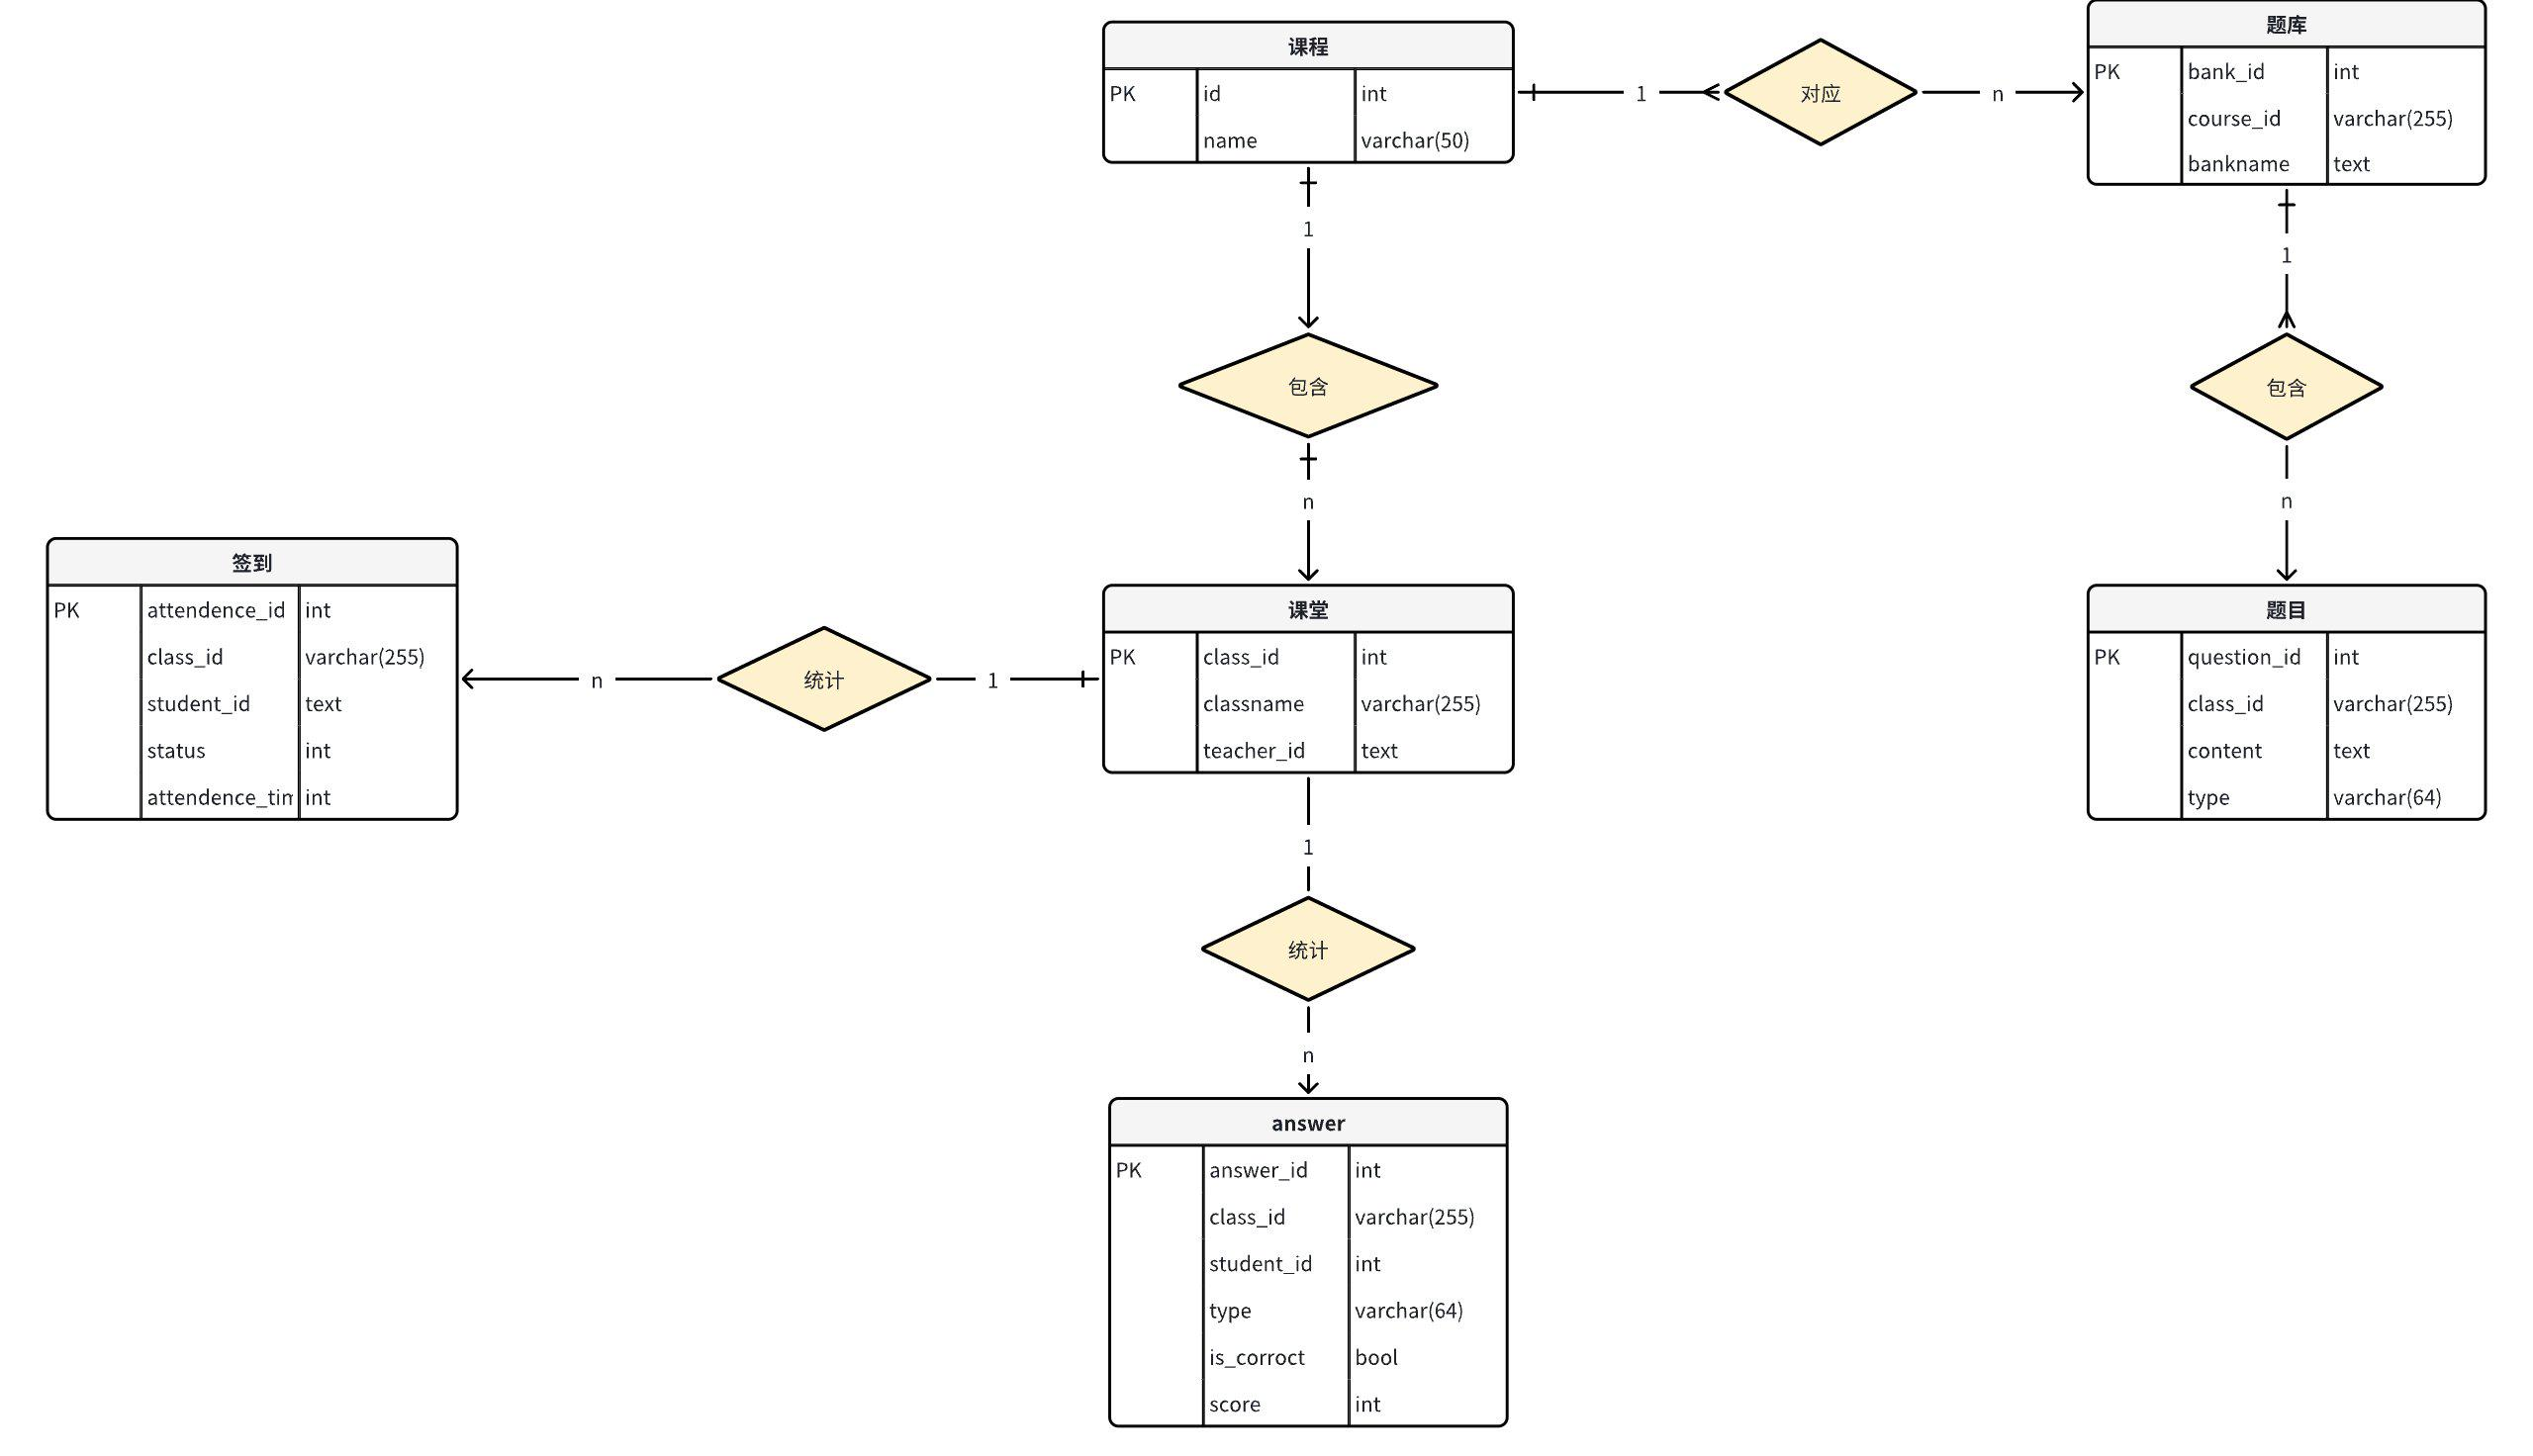 课程
PK id int
name varchar(50)
1
对应
n
题库
PK bank_id int
course_id varchar(255)
bankname text
1
包含
n
1
包含
n
签到
PK attendence_id int
class_id varchar(255)
student_id text
status int
attendence_tim int
n
统计
1
课堂
PK class_id int
classname varchar(255)
teacher_id text
题目
PK question_id int
class_id varchar(255)
content text
type varchar(64)
1
统计
n
answer
PK answer_id int
class_id varchar(255)
student_id int
type varchar(64)
is_corroct bool
score int